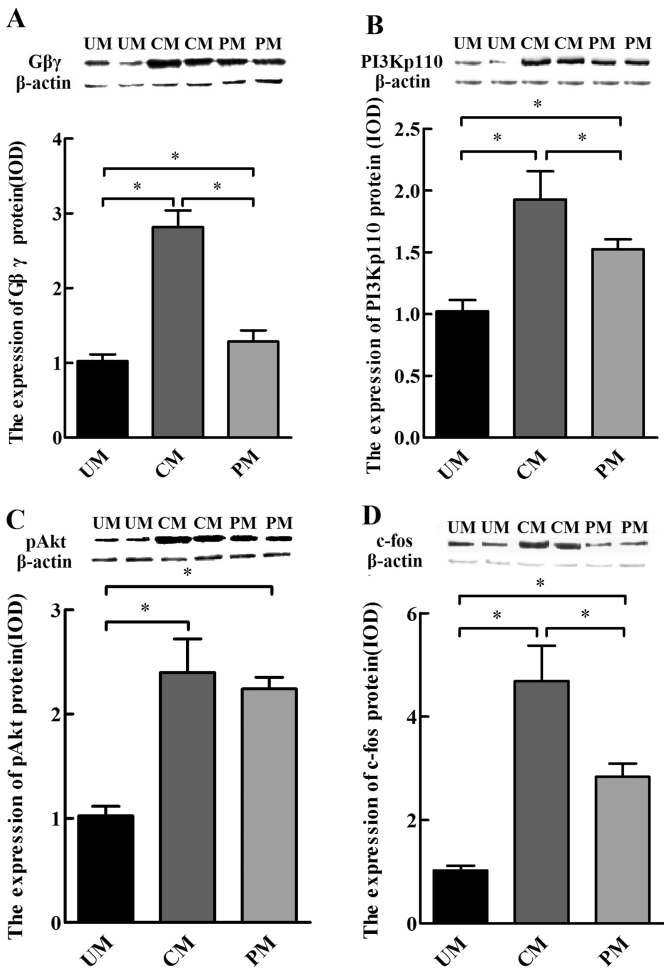 A
UM UM CM CM PM PM
Gβγ
β-actin
The expression of Gβγ protein(IOD)
4
3
2
1
0
*
*
*
UM
CM
PM
B
UM UM CM CM PM PM
PI3Kp110
β-actin
The expression of PI3Kp110 protein (IOD)
2.5
2.0
1.5
1.0
0.5
0.0
*
*
*
UM
CM
PM
C
UM UM CM CM PM PM
pAkt
β-actin
The expression of pAkt protein(IOD)
3
2
1
0
*
*
UM
CM
PM
D
UM UM CM CM PM PM
c-fos
β-actin
The expression of c-fos protein(IOD)
6
4
2
0
*
*
*
UM
CM
PM